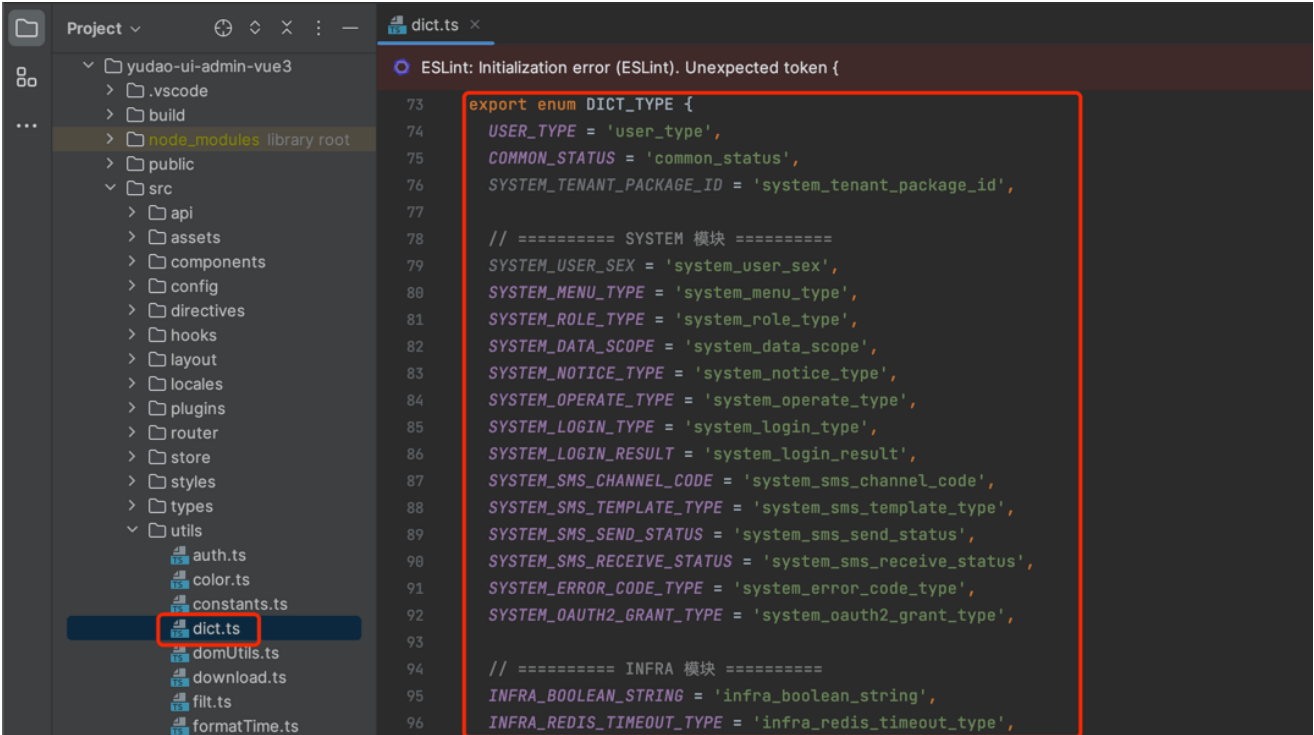 Project
yudao-ui-admin-vue3
.vscode
build
node_modules library root
public
src
api
assets
components
config
directives
hooks
layout
locales
plugins
router
store
styles
types
utils
auth.ts
color.ts
constants.ts
dict.ts
domUtils.ts
download.ts
filt.ts
formatTime.ts
dict.ts
ESLint: Initialization error (ESLint). Unexpected token {
73 export enum DICT_TYPE {
74 USER_TYPE = 'user_type',
75 COMMON_STATUS = 'common_status',
76 SYSTEM_TENANT_PACKAGE_ID = 'system_tenant_package_id',
77
78 // ========== SYSTEM 模块 ==========
79 SYSTEM_USER_SEX = 'system_user_sex',
80 SYSTEM_MENU_TYPE = 'system_menu_type',
81 SYSTEM_ROLE_TYPE = 'system_role_type',
82 SYSTEM_DATA_SCOPE = 'system_data_scope',
83 SYSTEM_NOTICE_TYPE = 'system_notice_type',
84 SYSTEM_OPERATE_TYPE = 'system_operate_type',
85 SYSTEM_LOGIN_TYPE = 'system_login_type',
86 SYSTEM_LOGIN_RESULT = 'system_login_result',
87 SYSTEM_SMS_CHANNEL_CODE = 'system_sms_channel_code',
88 SYSTEM_SMS_TEMPLATE_TYPE = 'system_sms_template_type',
89 SYSTEM_SMS_SEND_STATUS = 'system_sms_send_status',
90 SYSTEM_SMS_RECEIVE_STATUS = 'system_sms_receive_status',
91 SYSTEM_ERROR_CODE_TYPE = 'system_error_code_type',
92 SYSTEM_OAUTH2_GRANT_TYPE = 'system_oauth2_grant_type',
93
94 // ========== INFRA 模块 ==========
95 INFRA_BOOLEAN_STRING = 'infra_boolean_string',
96 INFRA_REDIS_TIMEOUT_TYPE = 'infra_redis_timeout_type',